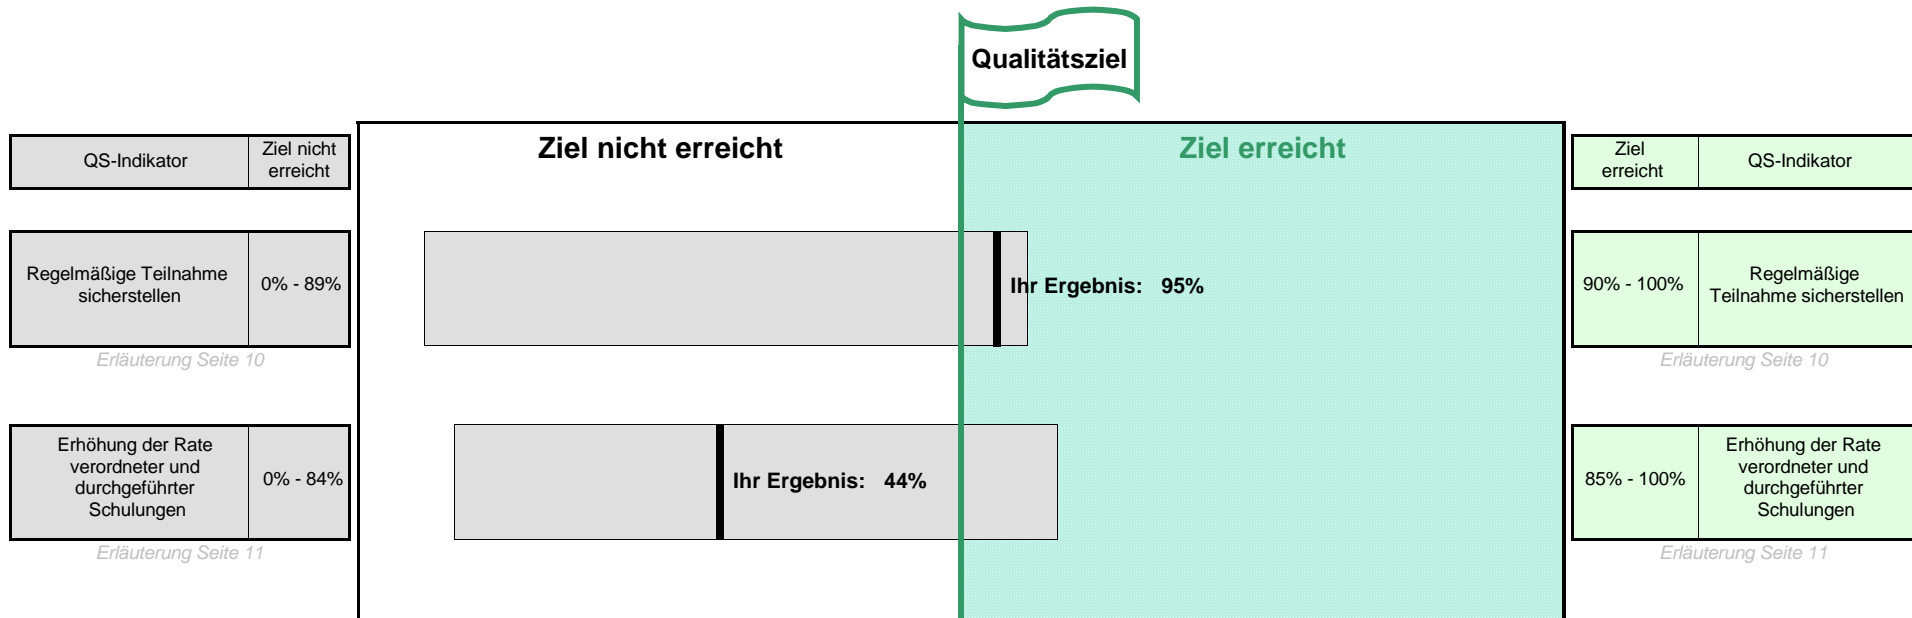 Qualitätsziel
Ziel nicht erreicht
Ziel erreicht
QS-Indikator
Ziel nicht
erreicht
Ziel
erreicht
QS-Indikator
Regelmäßige Teilnahme
sicherstellen
0% - 89%
Ihr Ergebnis: 95%
90% - 100%
Regelmäßige
Teilnahme sicherstellen
Erläuterung Seite 10
Erläuterung Seite 10
Erhöhung der Rate
verordneter und
durchgeführter
Schulungen
0% - 84%
Ihr Ergebnis: 44%
85% - 100%
Erhöhung der Rate
verordneter und
durchgeführter
Schulungen
Erläuterung Seite 11
Erläuterung Seite 11